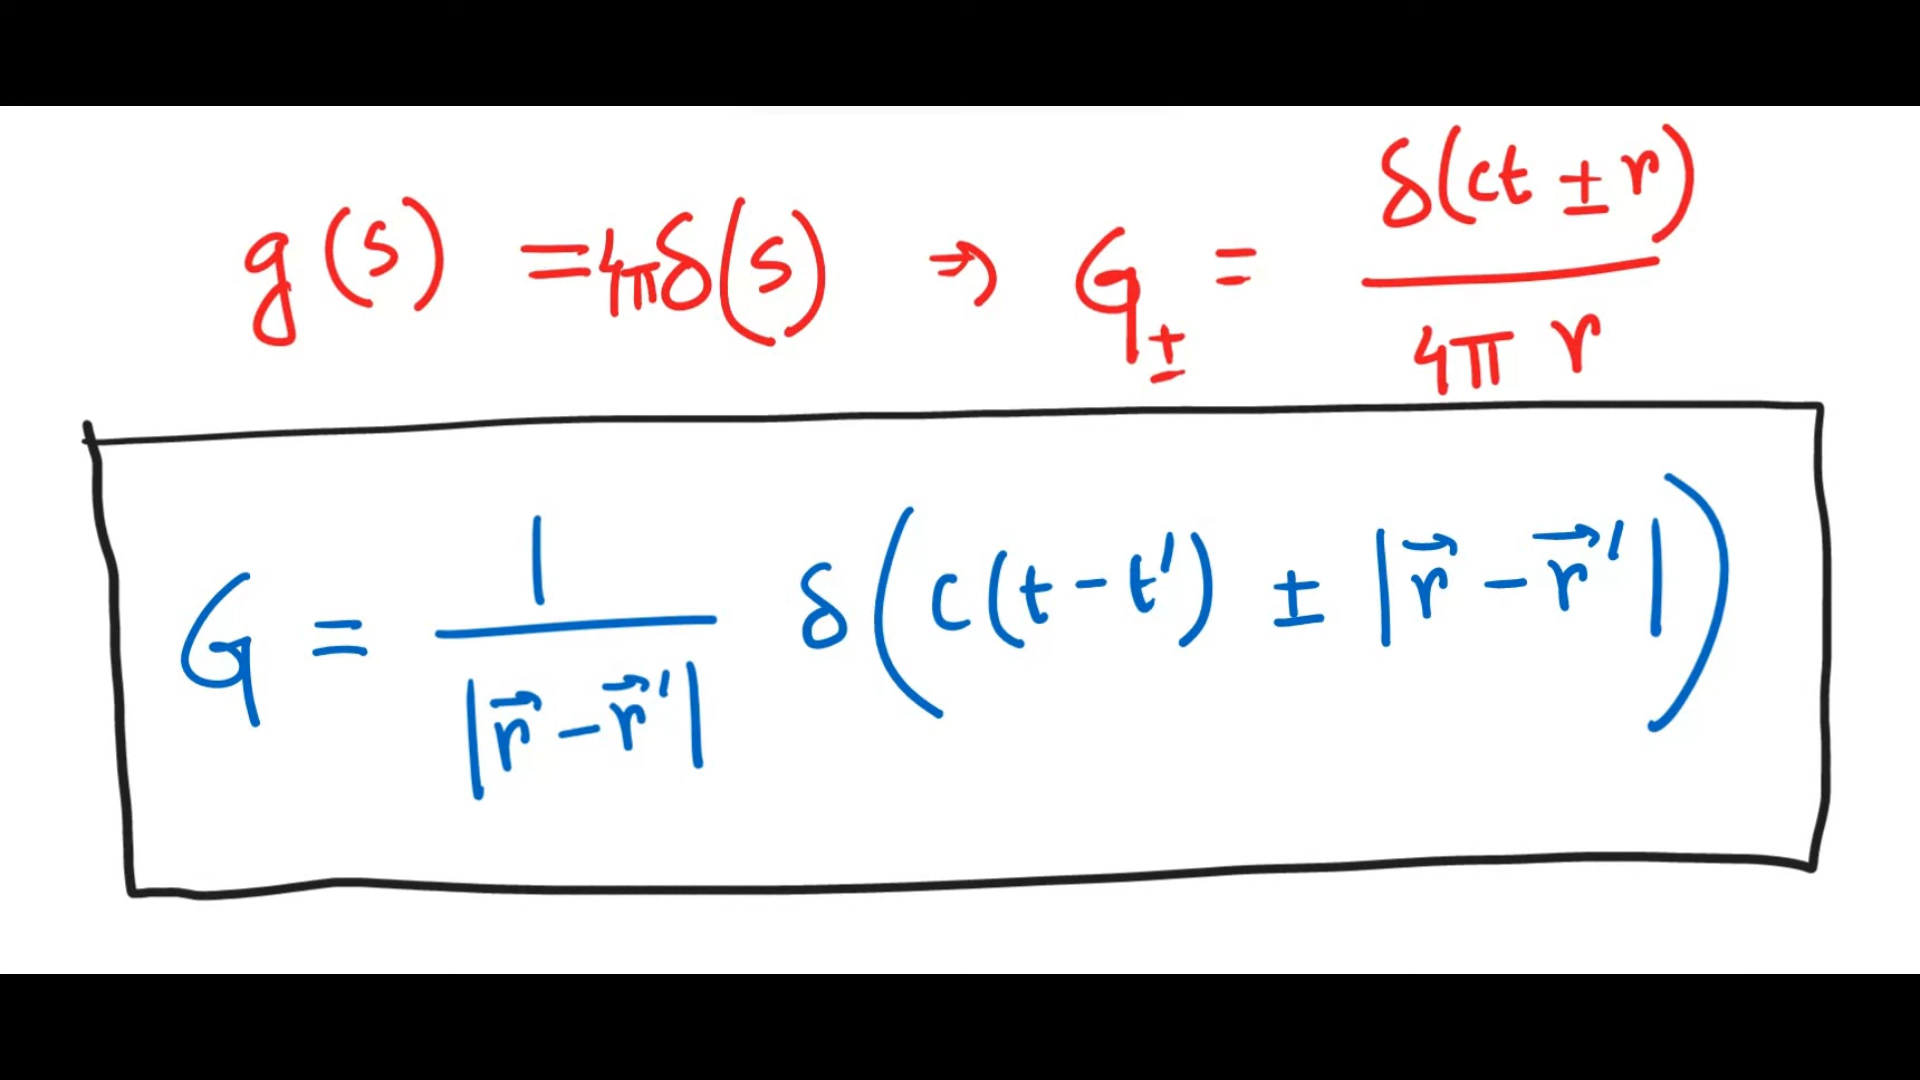 g(s) = 4πδ(s) → G± = δ(ct ± r) / 4π r
G = 1 / |r⃗ − r⃗′| δ(c(t − t′) ± |r⃗ − r⃗′|)